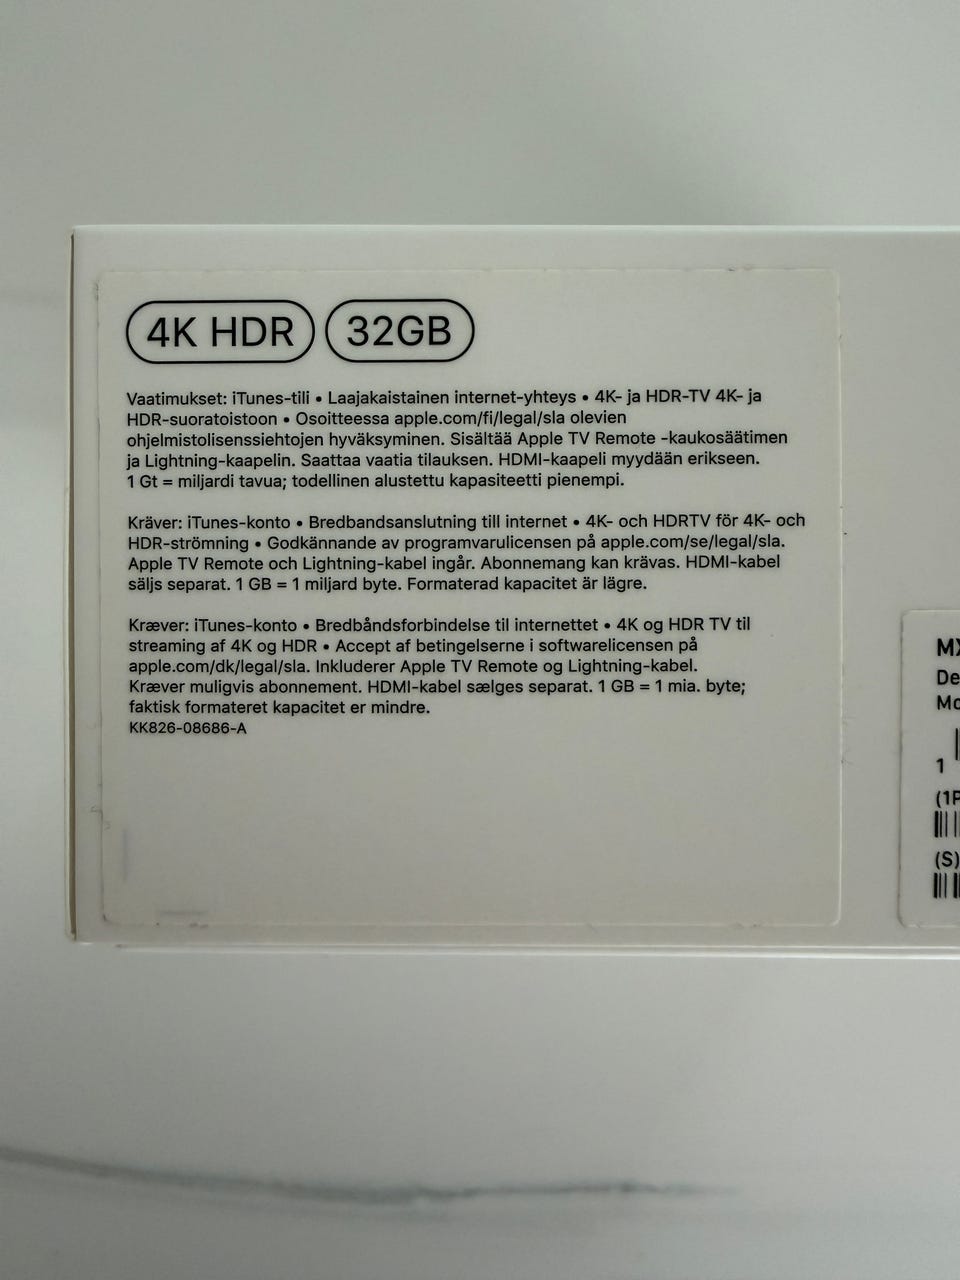 4K HDR 32GB
Vaatimukset: iTunes-tili • Laajakaistainen internet-yhteys • 4K- ja HDR-TV 4K- ja
HDR-suoratoistoon • Osoitteessa apple.com/fi/legal/sla olevien
ohjelmistolisenssiehtojen hyväksyminen. Sisältää Apple TV Remote -kaukosäätimen
ja Lightning-kaapelin. Saattaa vaatia tilauksen. HDMI-kaapeli myydään erikseen.
1 Gt = miljardi tavua; todellinen alustettu kapasiteetti pienempi.
Kräver: iTunes-konto • Bredbandsanslutning till internet • 4K- och HDRTV för 4K- och
HDR-strömning • Godkännande av programvarulicensen på apple.com/se/legal/sla.
Apple TV Remote och Lightning-kabel ingår. Abonnemang kan krävas. HDMI-kabel
säljs separat. 1 GB = 1 miljard byte. Formaterad kapacitet är lägre.
Kræver: iTunes-konto • Bredbåndsforbindelse til internettet • 4K og HDR TV til
streaming af 4K og HDR • Accept af betingelserne i softwarelicensen på
apple.com/dk/legal/sla. Inkluderer Apple TV Remote og Lightning-kabel.
Kræver muligvis abonnement. HDMI-kabel sælges separat. 1 GB = 1 mia. byte;
faktisk formateret kapacitet er mindre.
KK826-08686-A
De
Mo
1
(1P
(S)